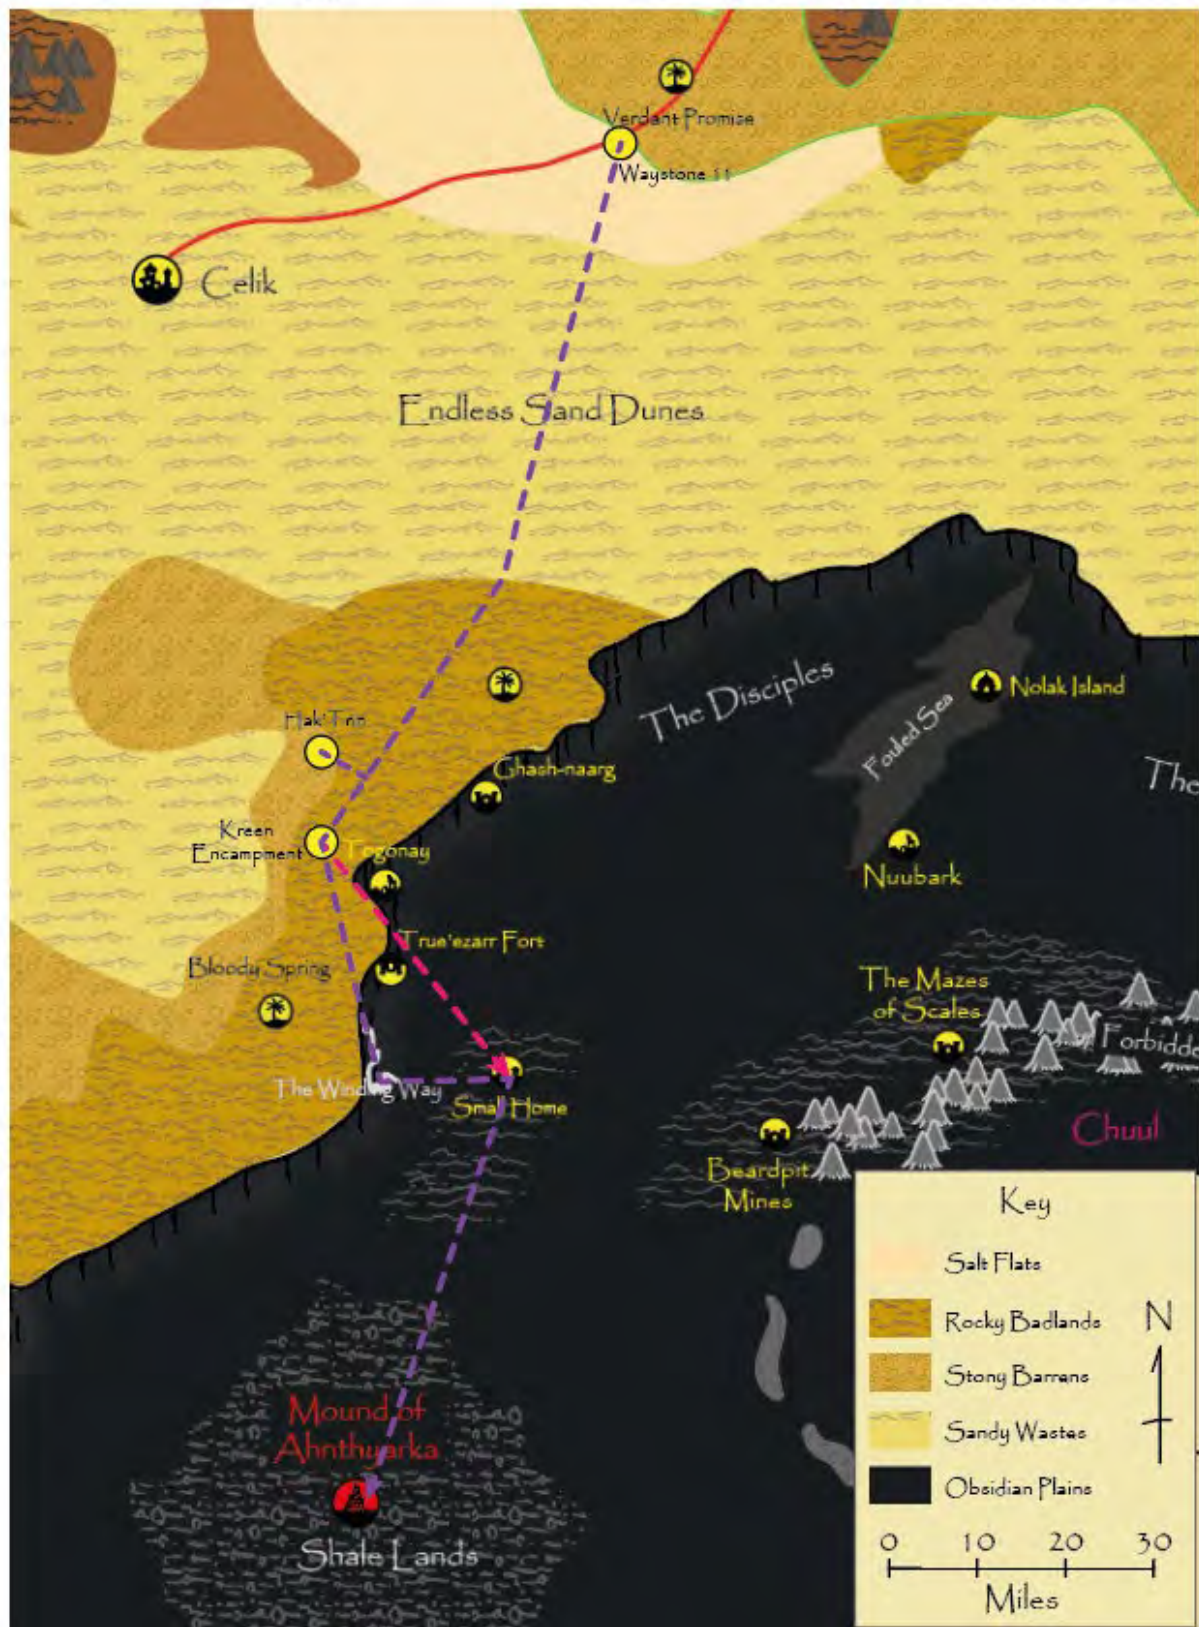 Verdant Promise
Waystone 11
Celik
Endless Sand Dunes
The Disciples
Nolak Island
Fouled Sea
The
Ghash-naarg
Kreen
Encampment
Togonay
Nuubark
True'ezarr Fort
Bloody Spring
The Mazes
of Scales
Forbidde
The Winding Way
Small Home
Chuul
Beardpit
Mines
Key
Salt Flats
Rocky Badlands
N
Stony Barrens
Sandy Wastes
Obsidian Plains
0 10 20 30
Miles
Mound of
Ahnthyarka
Shale Lands